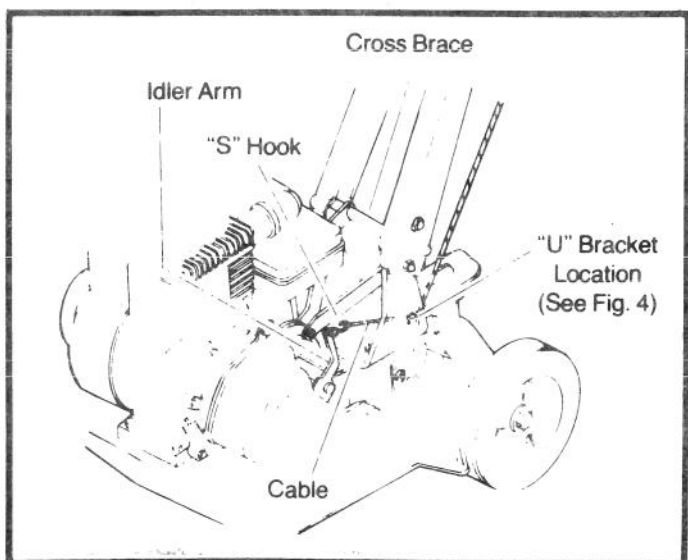 Cross Brace
Idler Arm
“S” Hook
“U” Bracket
Location
(See Fig. 4)
Cable